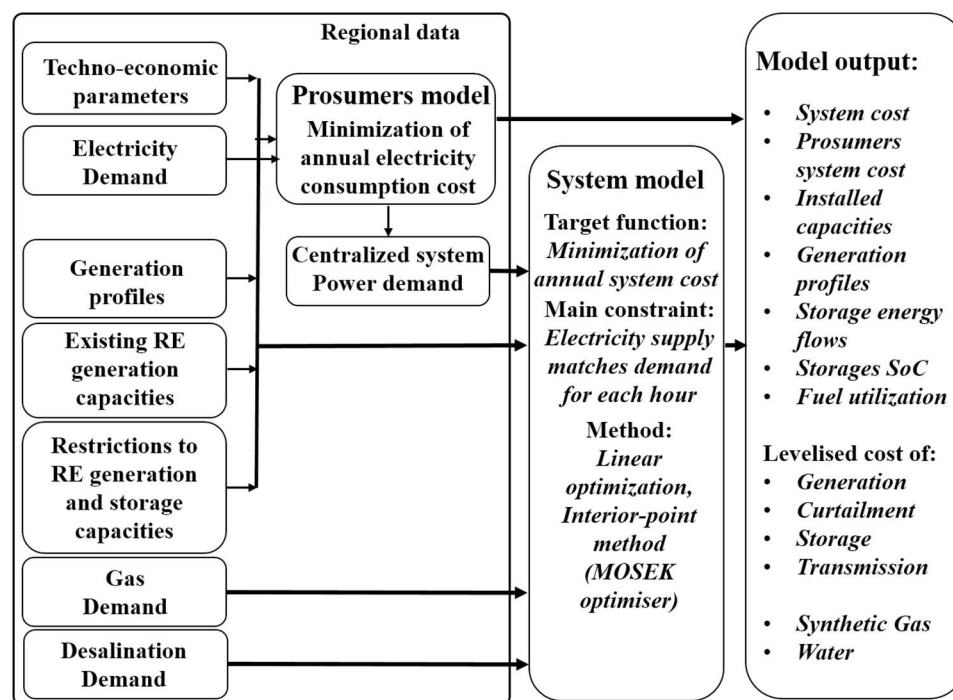 Regional data
Techno-economic
parameters
Electricity
Demand
Generation
profiles
Existing RE
generation
capacities
Restrictions to
RE generation
and storage
capacities
Gas
Demand
Desalination
Demand
Prosumers model
Minimization of
annual electricity
consumption cost
Centralized system
Power demand
System model
Target function:
Minimization of
annual system cost
Main constraint:
Electricity supply
matches demand
for each hour
Method:
Linear
optimization,
Interior-point
method
(MOSEK
optimiser)
Model output:
• System cost
• Prosumers
system cost
• Installed
capacities
• Generation
profiles
• Storage energy
flows
• Storages SoC
• Fuel utilization
Levelised cost of:
• Generation
• Curtailment
• Storage
• Transmission
• Synthetic Gas
• Water